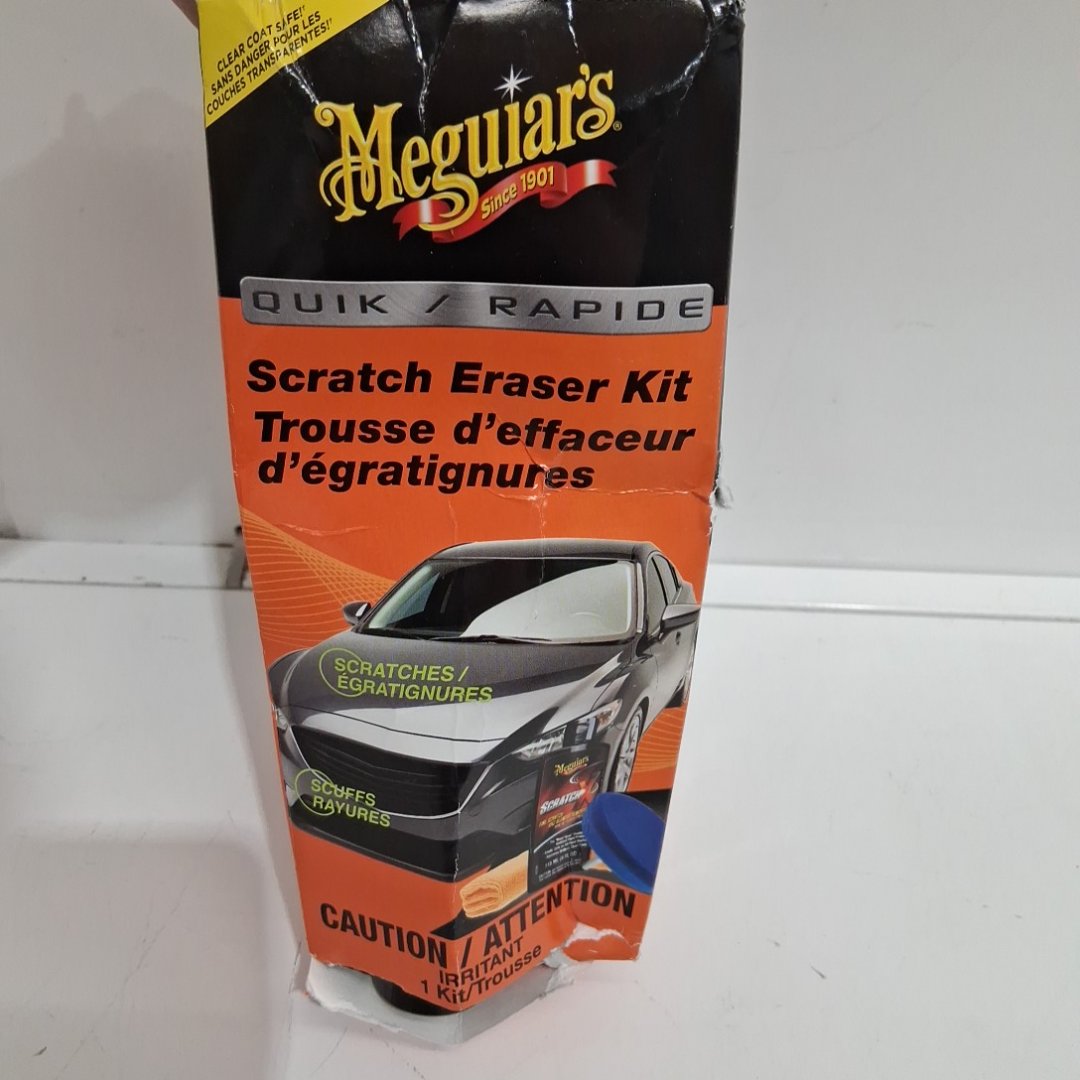 CLEAR COAT SAFE!†
SANS DANGER POUR LES
COUCHES TRANSPARENTES!†
Meguiar's®
Since 1901
QUIK / RAPIDE
Scratch Eraser Kit
Trousse d'effaceur
d'égratignures
SCRATCHES /
ÉGRATIGNURES
SCUFFS
RAYURES
Meguiar's
SCRATCH X
CAUTION / ATTENTION
IRRITANT
1 Kit/Trousse